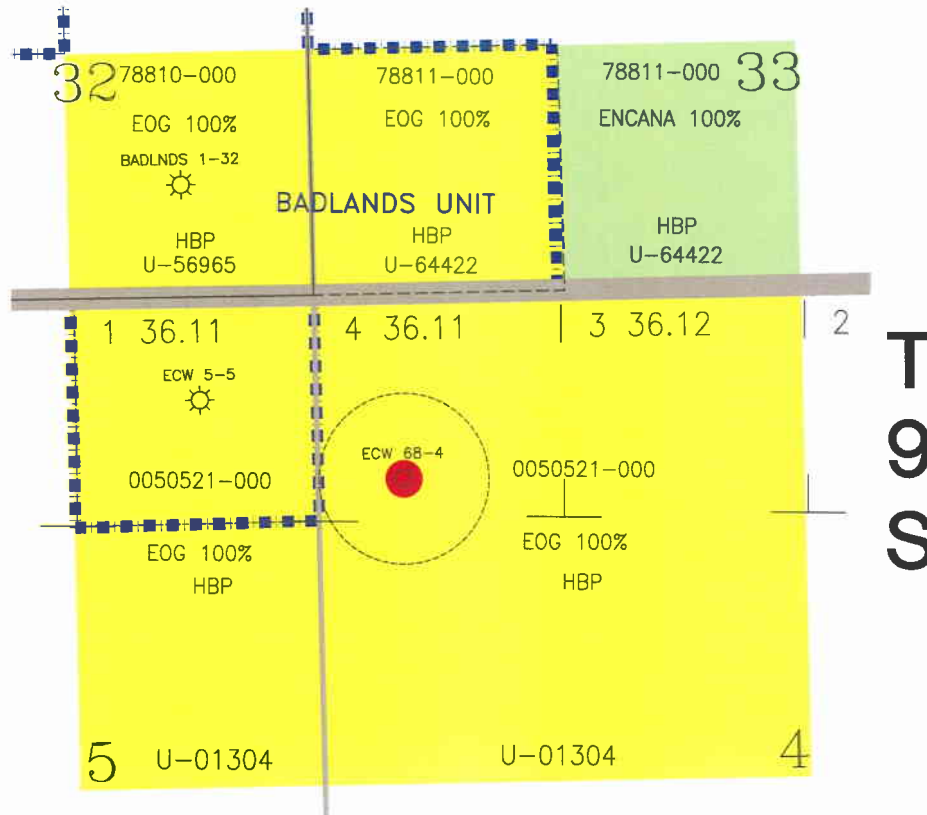 32 78810-000
EOG 100%
BADLNDS 1-32
HBP
U-56965
78811-000
EOG 100%
BADLANDS UNIT
HBP
U-64422
78811-000 33
ENCANA 100%
HBP
U-64422
1 36.11
4 36.11
3 36.12
2
ECW 5-5
0050521-000
EOG 100%
HBP
5 U-01304
ECW 68-4
0050521-000
EOG 100%
HBP
U-01304 4
T
9
S